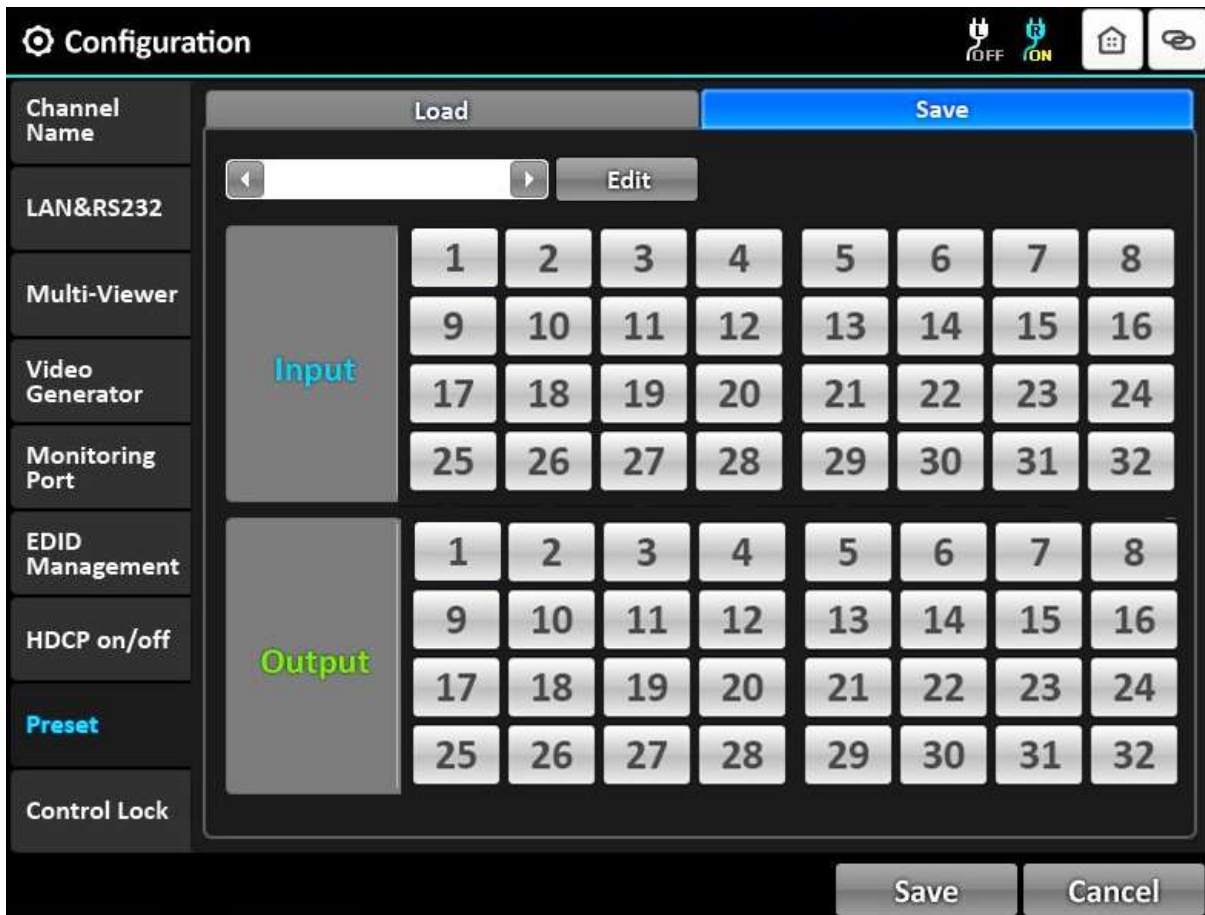 Configuration
L OFF R ON
Channel
Name
LAN&RS232
Multi-Viewer
Video
Generator
Monitoring
Port
EDID
Management
HDCP on/off
Preset
Control Lock
Load Save
Edit
Input
1 2 3 4 5 6 7 8
9 10 11 12 13 14 15 16
17 18 19 20 21 22 23 24
25 26 27 28 29 30 31 32
Output
1 2 3 4 5 6 7 8
9 10 11 12 13 14 15 16
17 18 19 20 21 22 23 24
25 26 27 28 29 30 31 32
Save Cancel